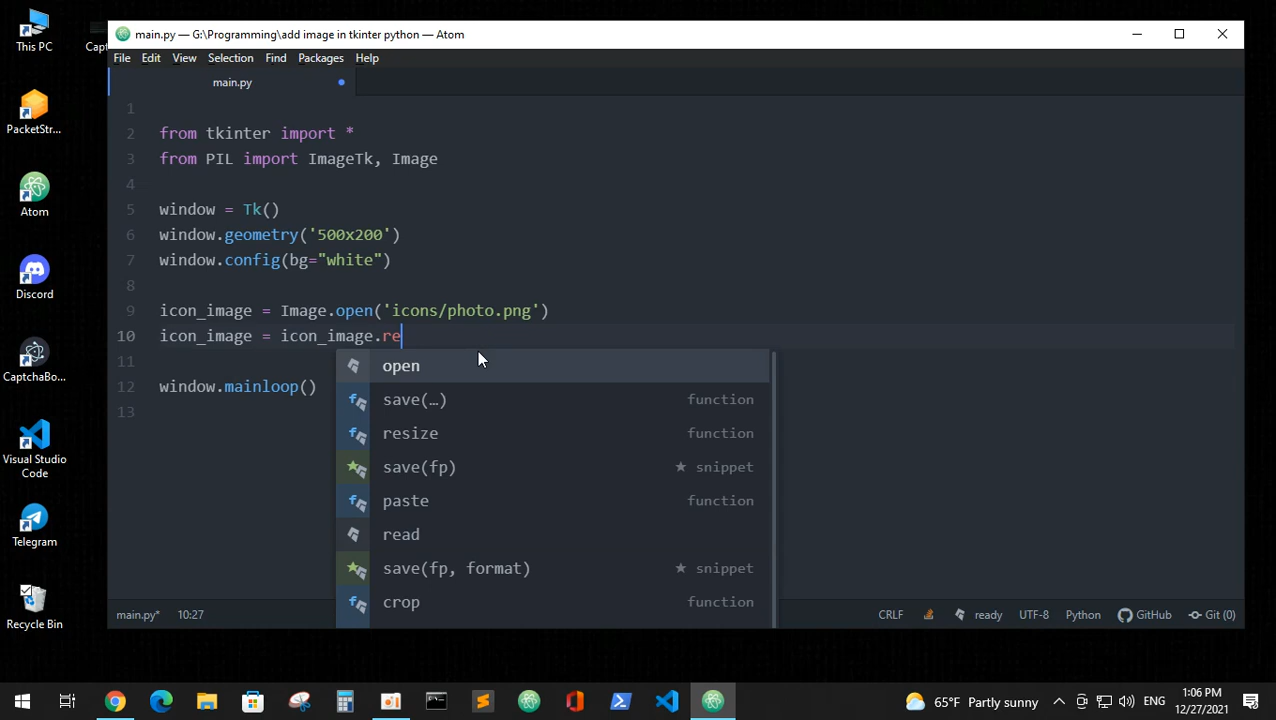 This PC
Capt
PacketStr...
Atom
Discord
CaptchaBo...
Visual Studio
Code
Telegram
Recycle Bin
main.py — G:\Programming\add image in tkinter python — Atom
File Edit View Selection Find Packages Help
main.py
1
2 from tkinter import *
3 from PIL import ImageTk, Image
4
5 window = Tk()
6 window.geometry('500x200')
7 window.config(bg="white")
8
9 icon_image = Image.open('icons/photo.png')
10 icon_image = icon_image.re
11
12 window.mainloop()
13
open
save(…) function
resize function
save(fp) ★ snippet
paste function
read
save(fp, format) ★ snippet
crop function
main.py* 10:27 CRLF ready UTF-8 Python GitHub Git (0)
65°F Partly sunny ENG 1:06 PM
12/27/2021